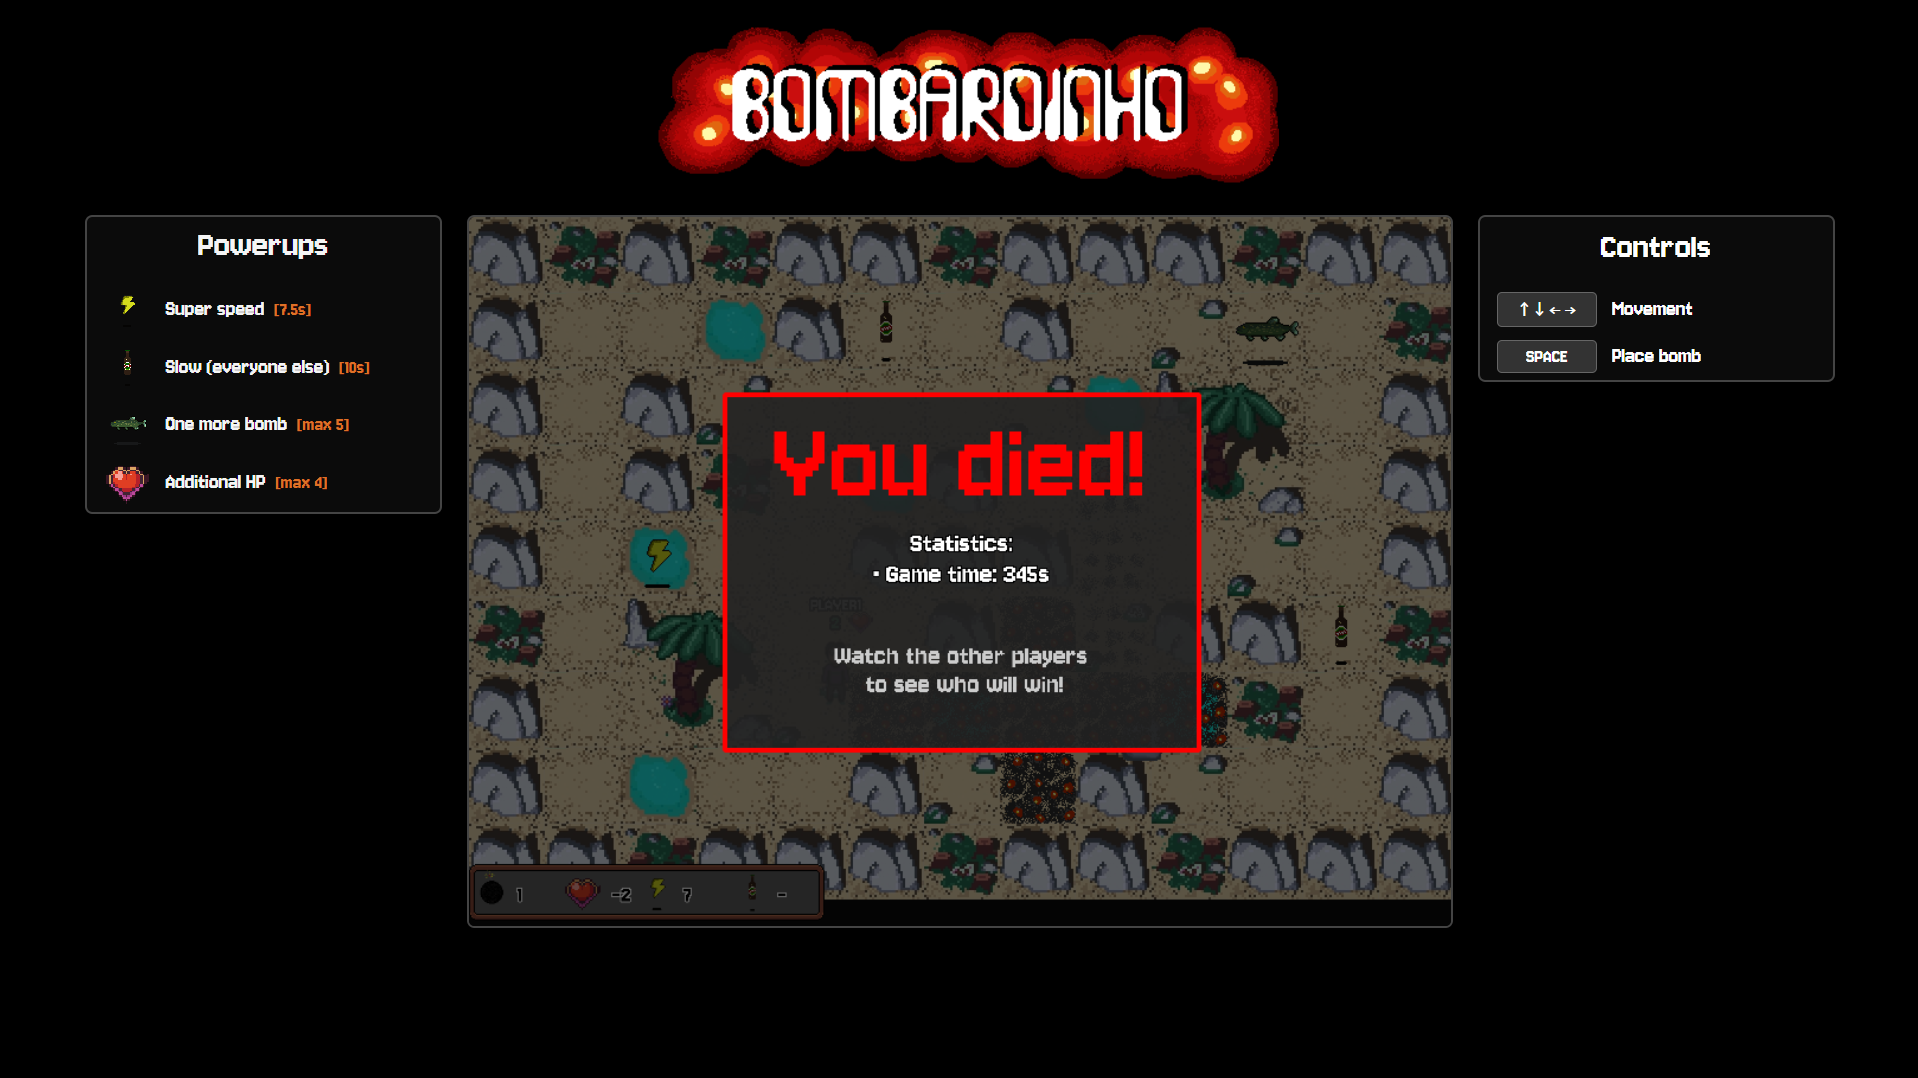 BOMBARDINHO
Powerups
Super speed [7.5s]
Slow (everyone else) [10s]
One more bomb [max 5]
Additional HP [max 4]
You died!
Statistics:
• Game time: 345s
PLAYER1
Watch the other players
to see who will win!
1 -2 7 -
Controls
↑↓←→ Movement
SPACE Place bomb